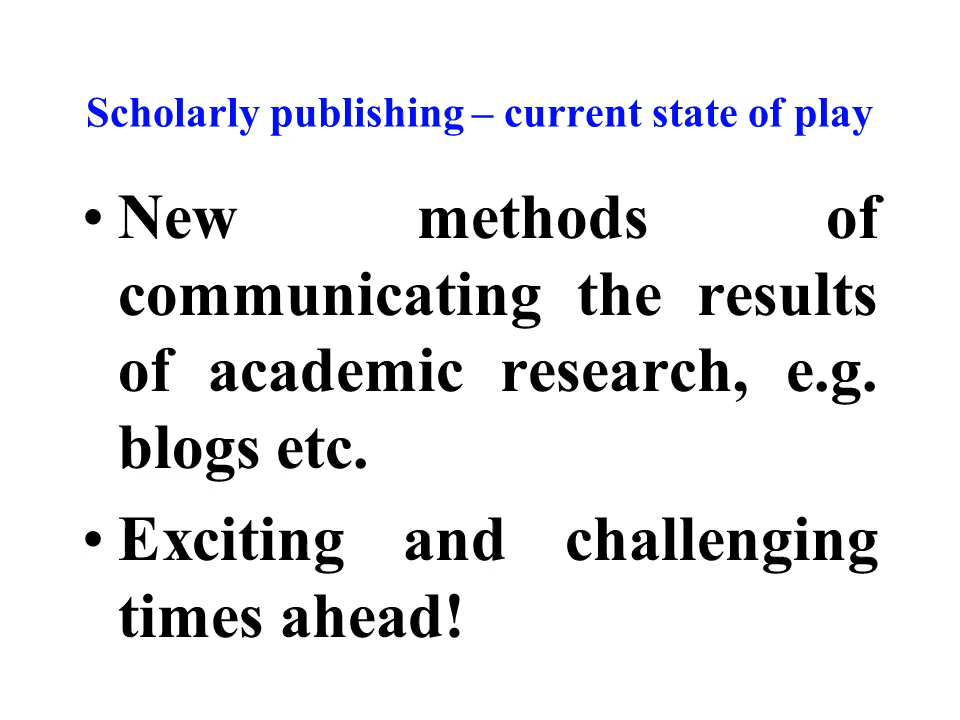 Scholarly publishing – current state of play
• New methods of
communicating the results
of academic research, e.g.
blogs etc.
• Exciting and challenging
times ahead!